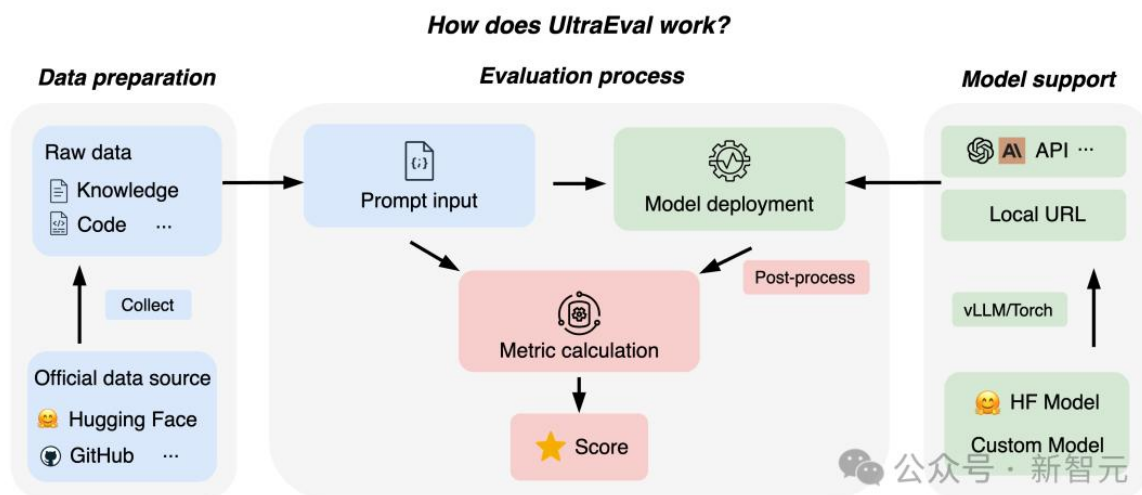 How does UltraEval work?
Data preparation
Evaluation process
Model support
Raw data
Knowledge
Code ...
Collect
Official data source
Hugging Face
GitHub ...
{;}
Prompt input
Model deployment
Post-process
Metric calculation
Score
A\ API ...
Local URL
vLLM/Torch
HF Model
Custom Model
公众号 · 新智元